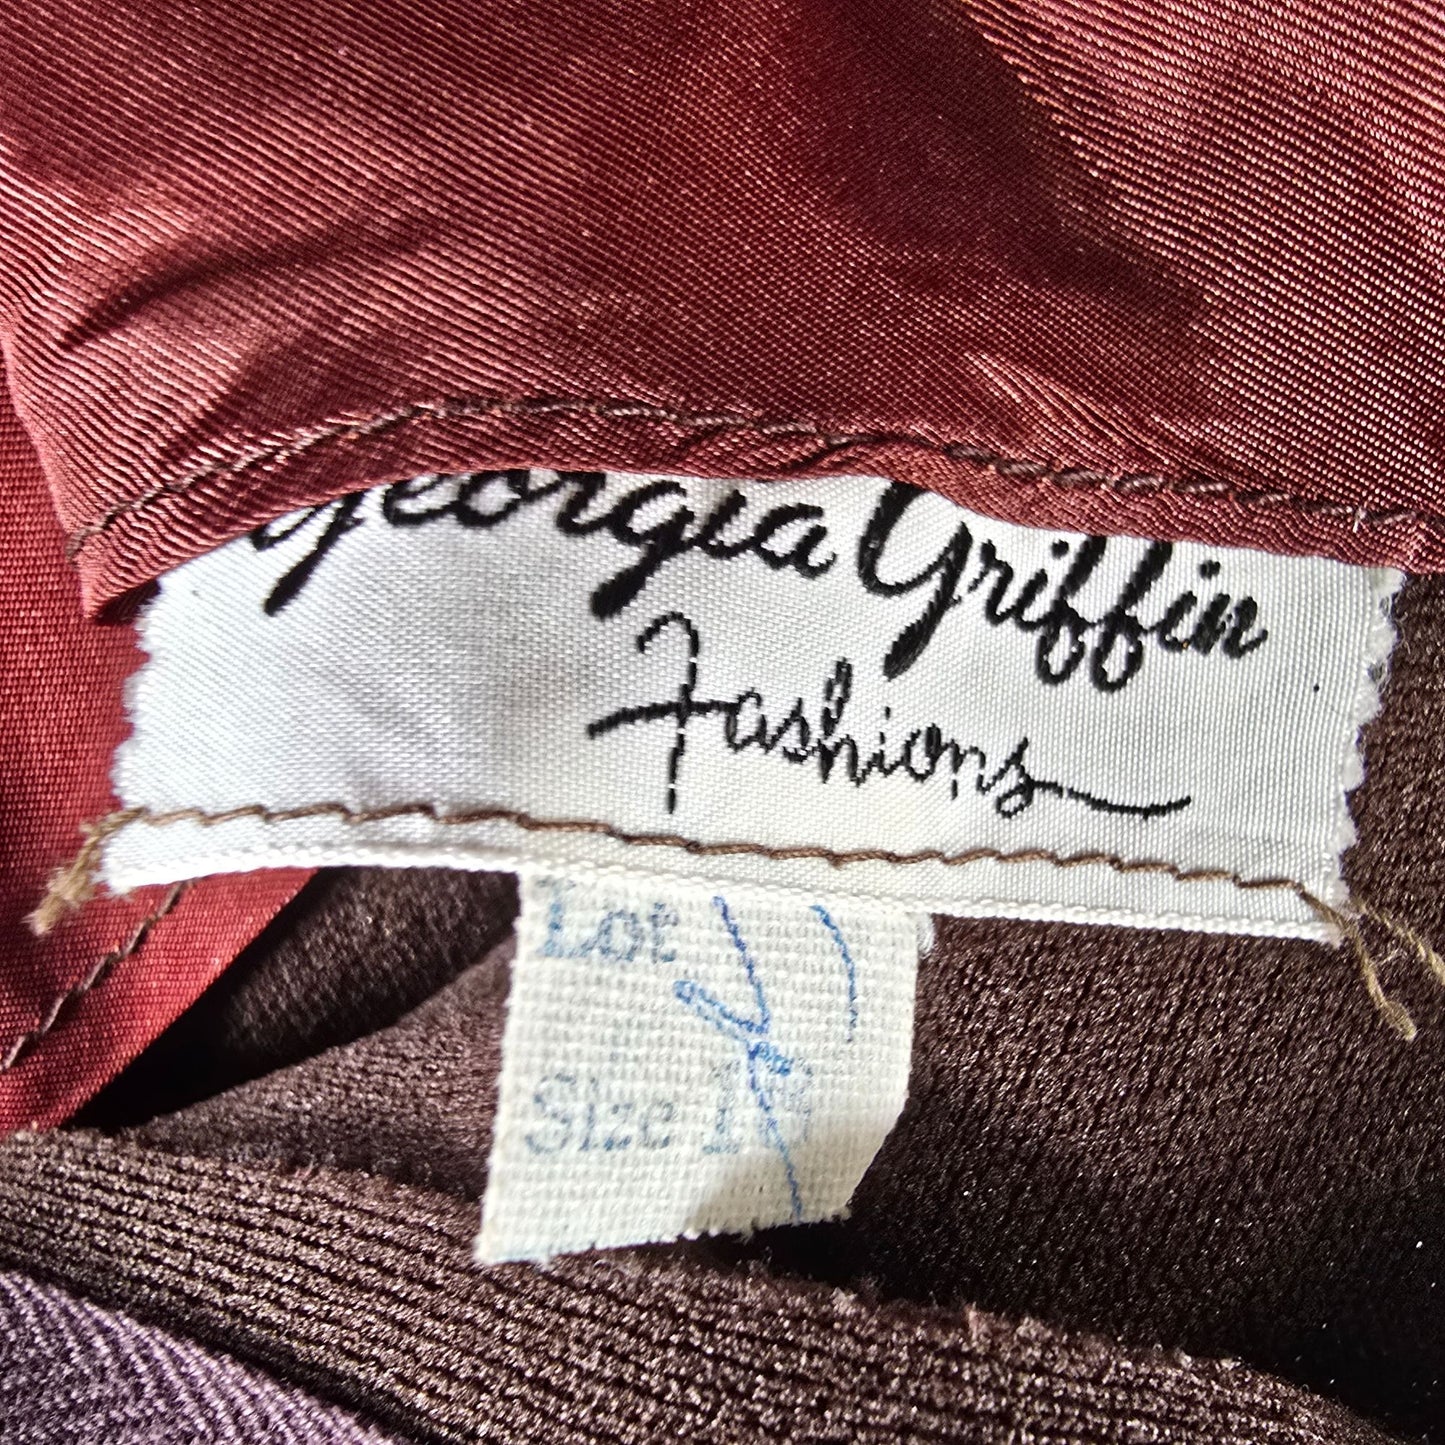 Georgia Griffin
Fashions
Lot
Size